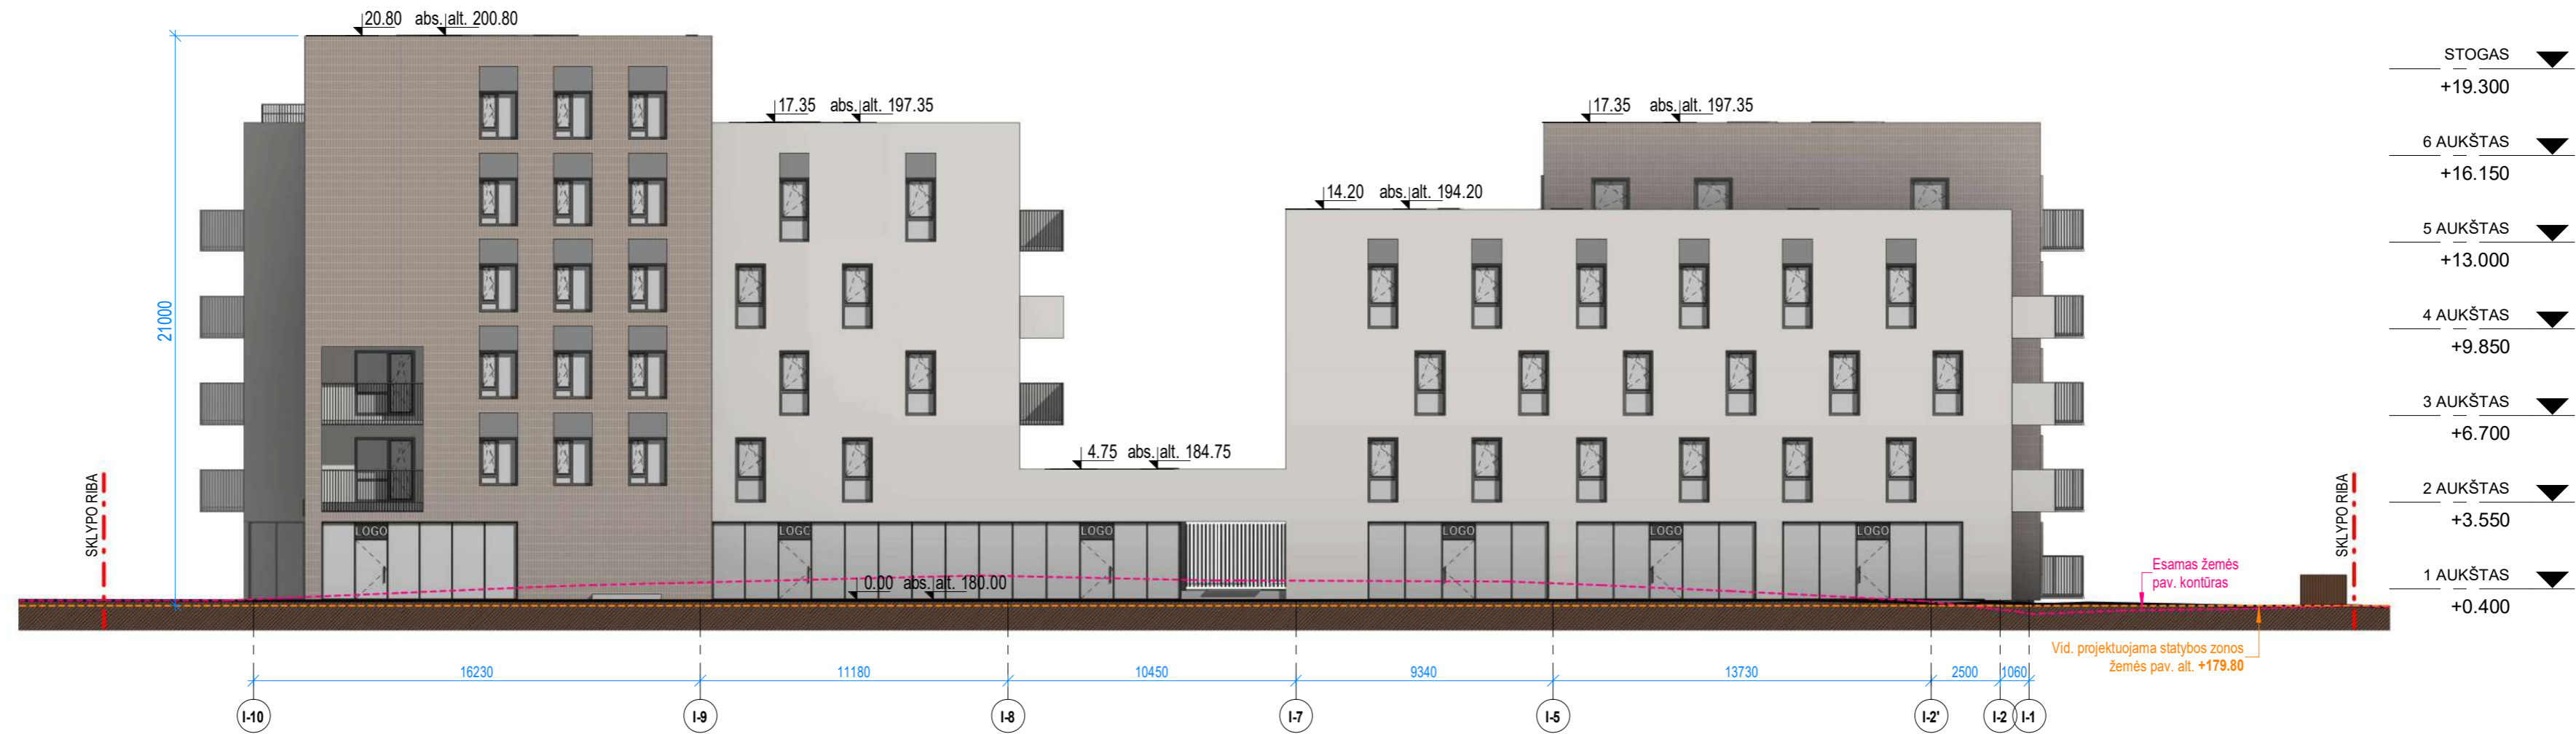 20.80 abs. alt. 200.80
17.35 abs. alt. 197.35
17.35 abs. alt. 197.35
14.20 abs. alt. 194.20
4.75 abs. alt. 184.75
0.00 abs. alt. 180.00
21000
SKLYPO RIBA
LOGO
LOGO
LOGO
LOGO
LOGO
LOGO
SKLYPO RIBA
Esamas žemės
pav. kontūras
Vid. projektuojama statybos zonos
žemės pav. alt. +179.80
STOGAS
+19.300
6 AUKŠTAS
+16.150
5 AUKŠTAS
+13.000
4 AUKŠTAS
+9.850
3 AUKŠTAS
+6.700
2 AUKŠTAS
+3.550
1 AUKŠTAS
+0.400
16230 11180 10450 9340 13730 2500 1060
I-10 I-9 I-8 I-7 I-5 I-2' I-2 I-1